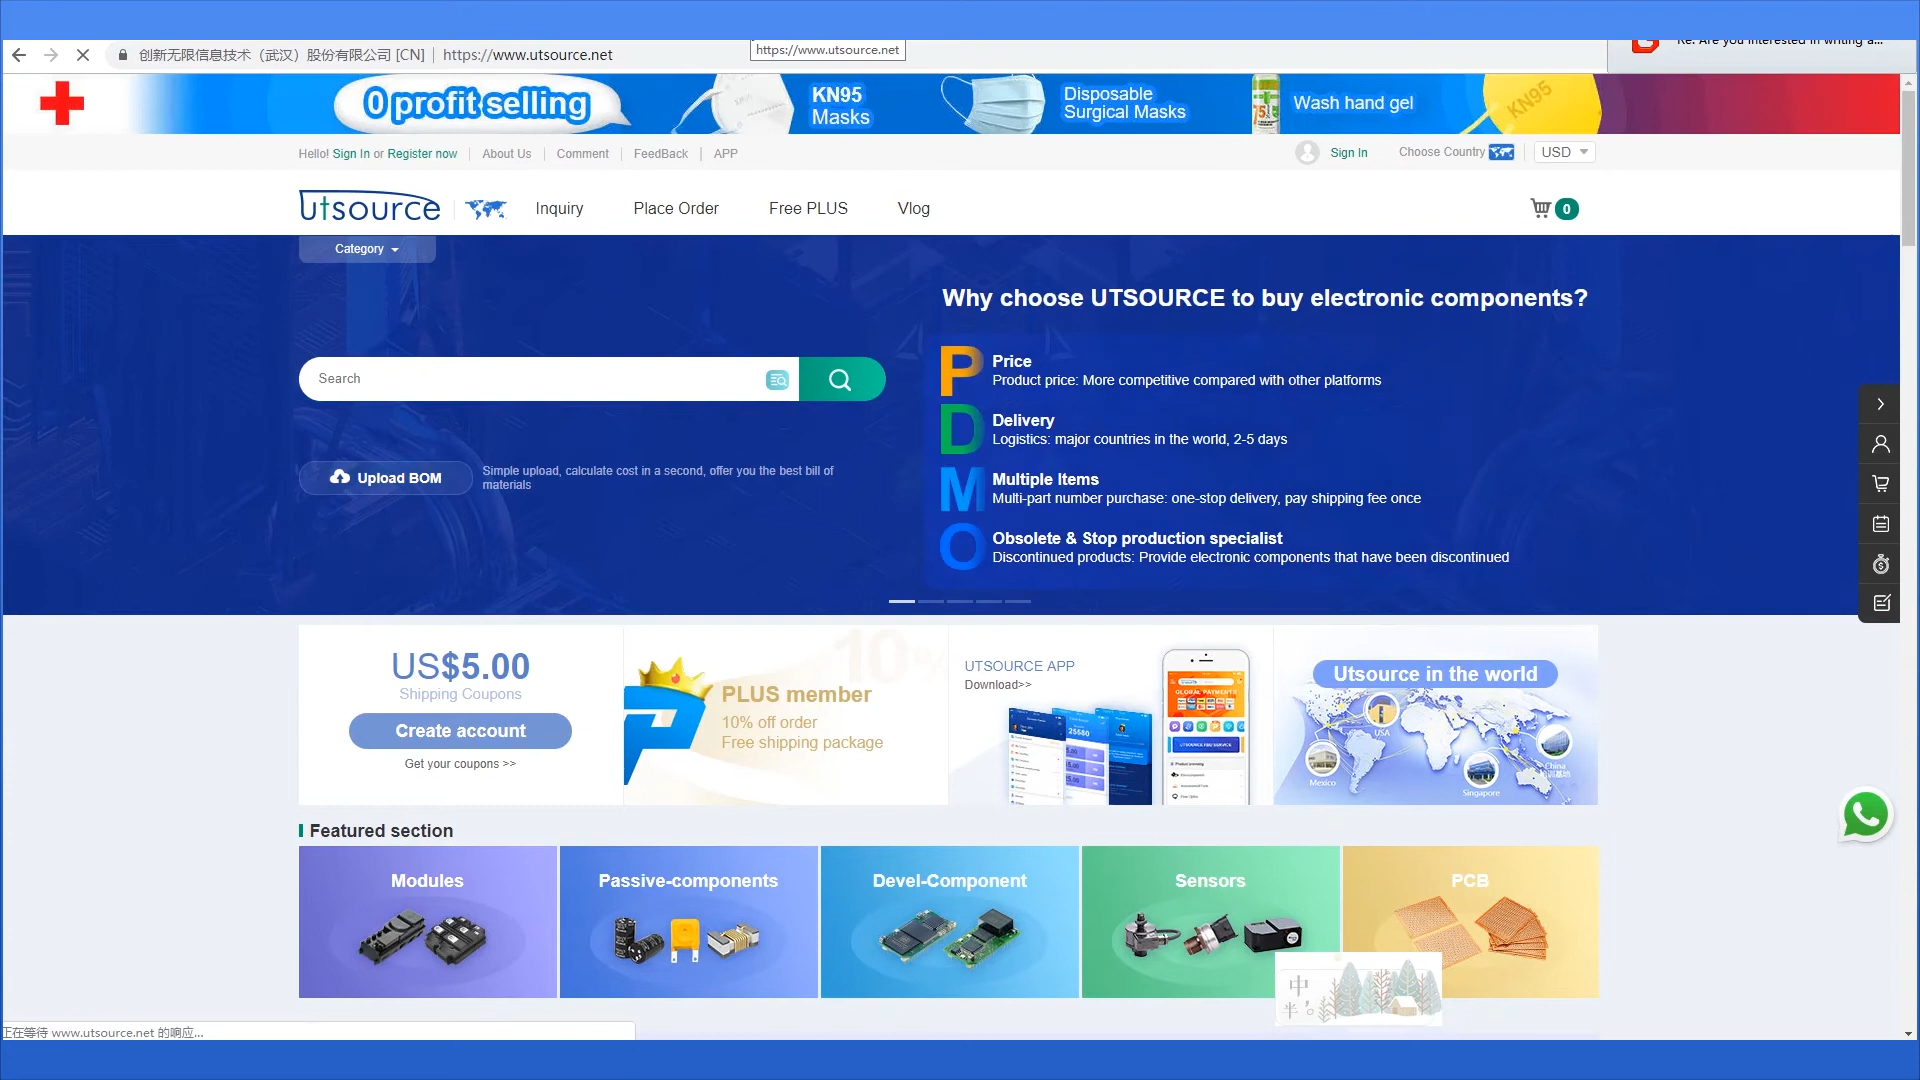 Re: Are you interested in writing a...
创新无限信息技术（武汉）股份有限公司 [CN] https://www.utsource.net
https://www.utsource.net
0 profit selling
KN95
Masks
Disposable
Surgical Masks
75%
Wash hand gel
KN95
Hello! Sign In or Register now About Us Comment FeedBack APP
Sign In Choose Country USD
utsource Inquiry Place Order Free PLUS Vlog 0
Category
Why choose UTSOURCE to buy electronic components?
Search
P Price
Product price: More competitive compared with other platforms
D Delivery
Logistics: major countries in the world, 2-5 days
Upload BOM
Simple upload, calculate cost in a second, offer you the best bill of
materials
M Multiple Items
Multi-part number purchase: one-stop delivery, pay shipping fee once
O Obsolete & Stop production specialist
Discontinued products: Provide electronic components that have been discontinued
US$5.00
Shipping Coupons
Create account
Get your coupons >>
10%
PLUS member
10% off order
Free shipping package
UTSOURCE APP
Download>>
25580
GLOBAL PAYMENT
Utsource in the world
USA
Mexico
Singapore
China
Featured section
Modules
Passive-components
Devel-Component
Sensors
PCB
中
半
正在等待 www.utsource.net 的响应...